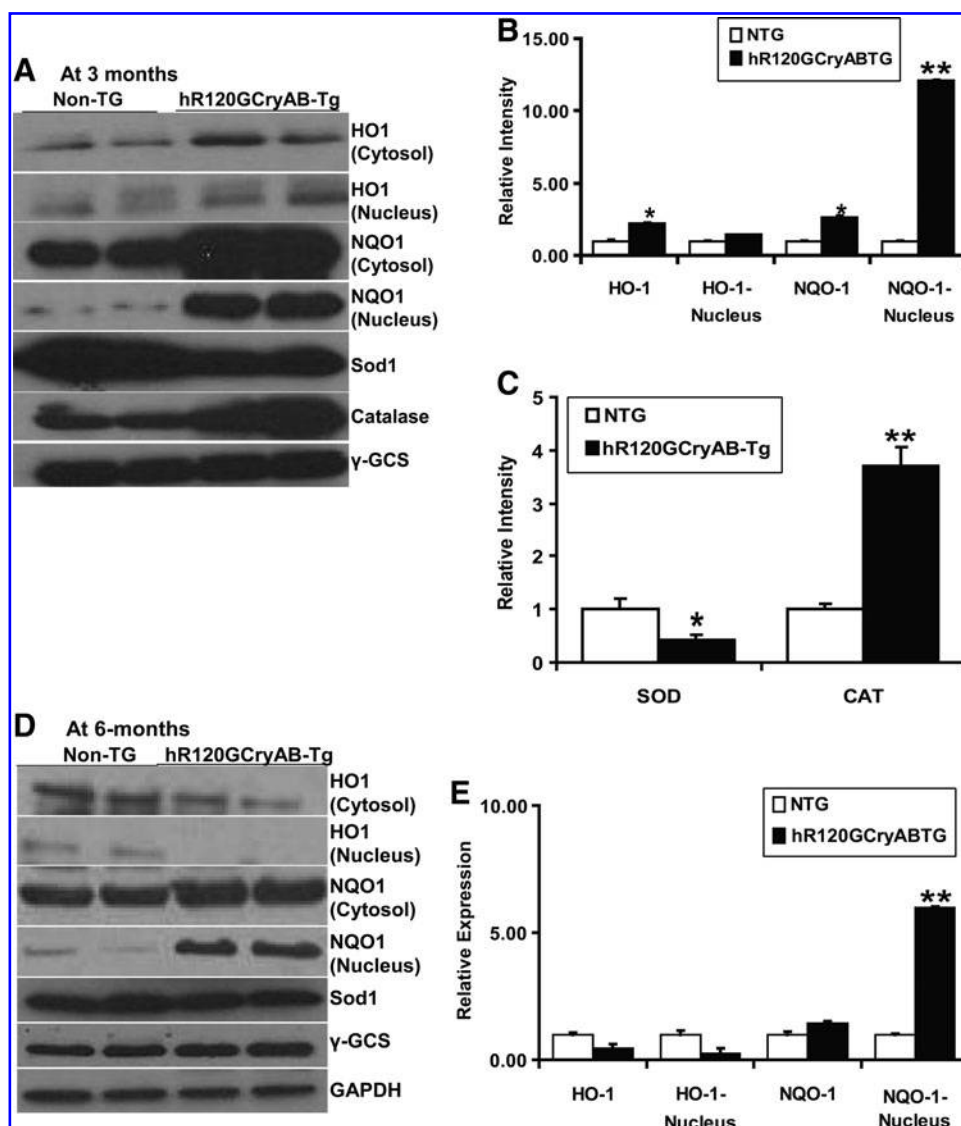 A At 3 months
Non-TG hR120GCryAB-Tg
HO1
(Cytosol)
HO1
(Nucleus)
NQO1
(Cytosol)
NQO1
(Nucleus)
Sod1
Catalase
γ-GCS
B
NTG
hR120GCryABTG
Relative Intensity
15.00
10.00
5.00
0.00
*
*
**
HO-1
HO-1-
Nucleus
NQO-1
NQO-1-
Nucleus
C
NTG
hR120GCryAB-Tg
Relative Intensity
5
4
3
2
1
0
*
**
SOD
CAT
D At 6-months
Non-TG hR120GCryAB-Tg
HO1
(Cytosol)
HO1
(Nucleus)
NQO1
(Cytosol)
NQO1
(Nucleus)
Sod1
γ-GCS
GAPDH
E
NTG
hR120GCryABTG
Relative Expression
10.00
5.00
0.00
**
HO-1
HO-1-
Nucleus
NQO-1
NQO-1-
Nucleus